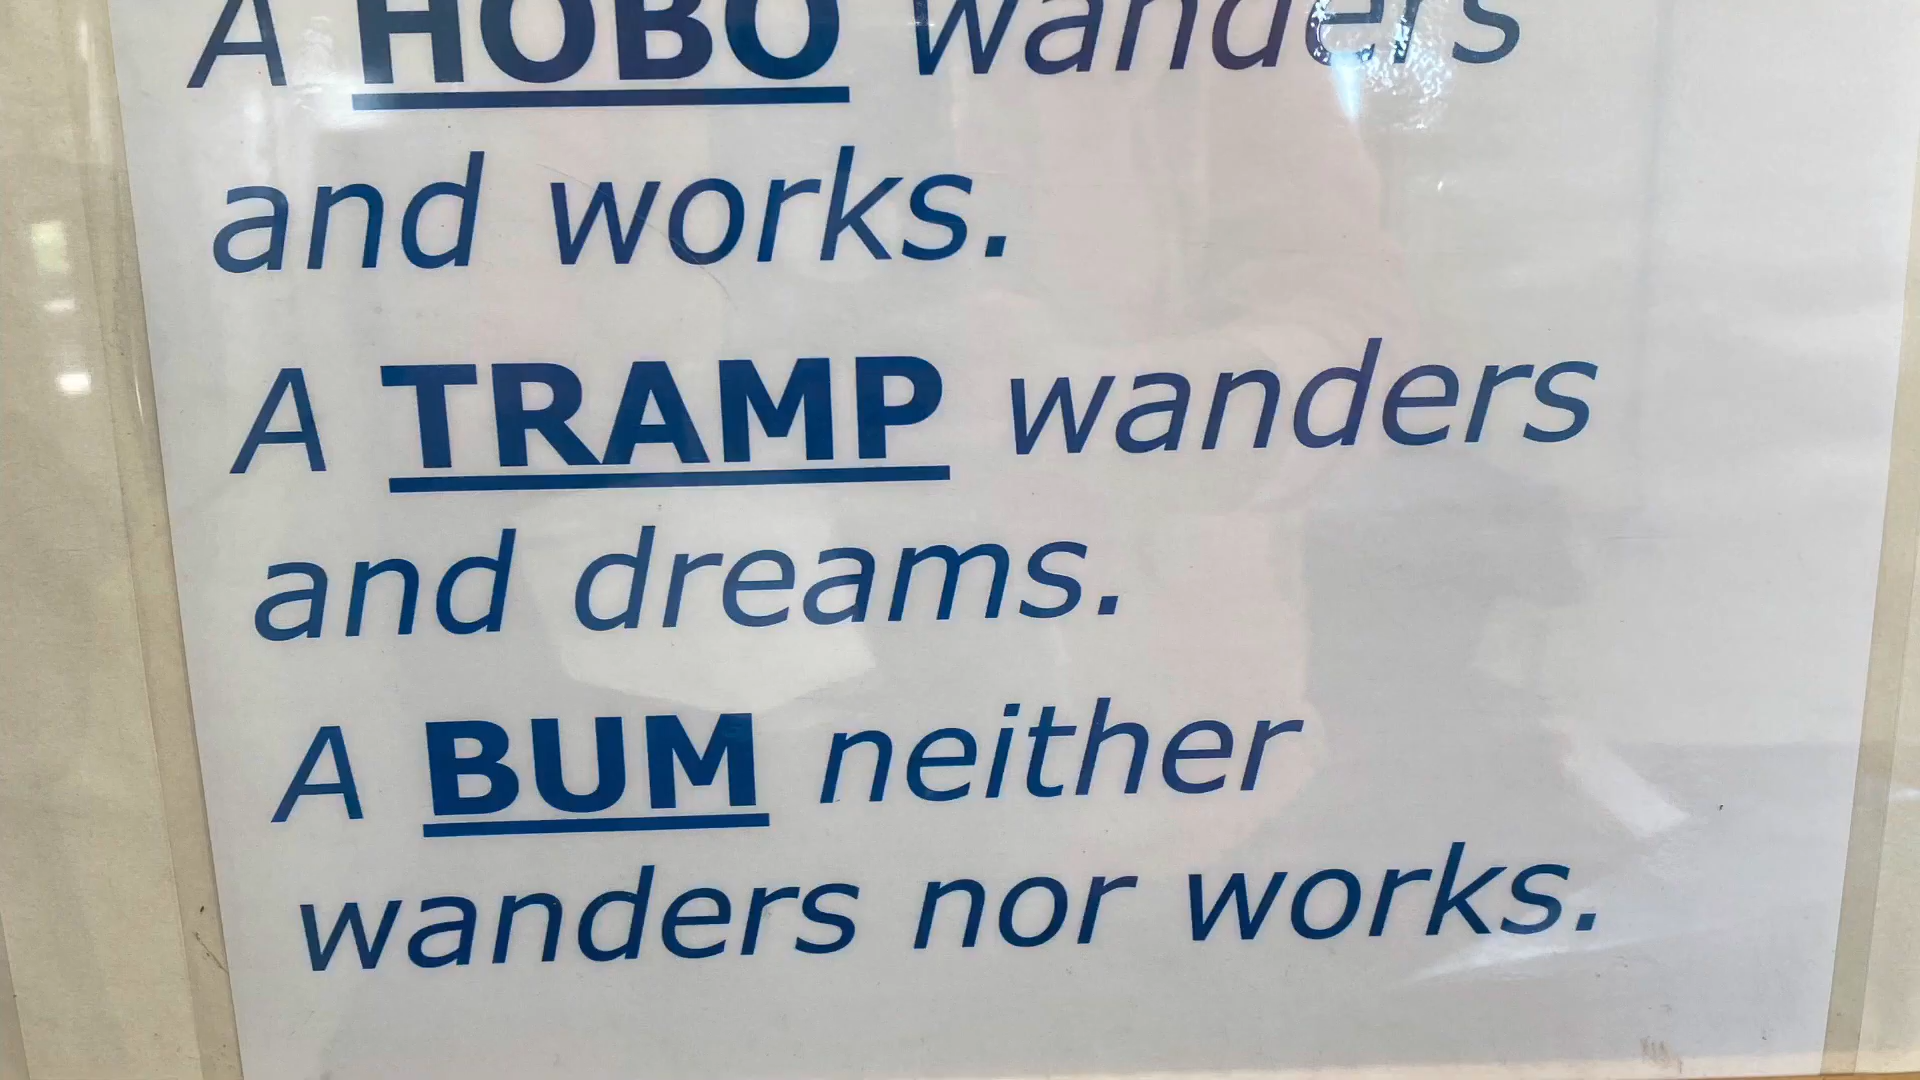 A HOBO wanders
and works.
A TRAMP wanders
and dreams.
A BUM neither
wanders nor works.